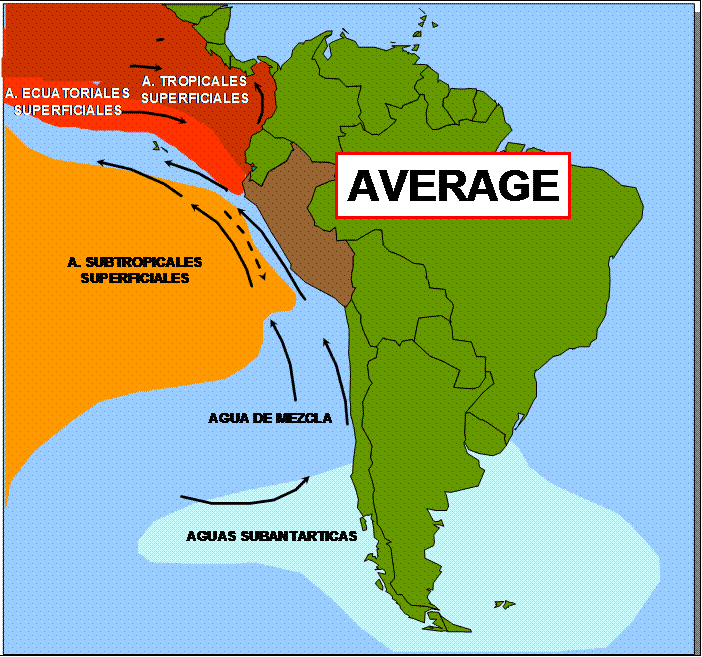 A. ECUATORIALES
SUPERFICIALES
A. TROPICALES
SUPERFICIALES
AVERAGE
A. SUBTROPICALES
SUPERFICIALES
AGUA DE MEZCLA
AGUAS SUBANTARTICAS